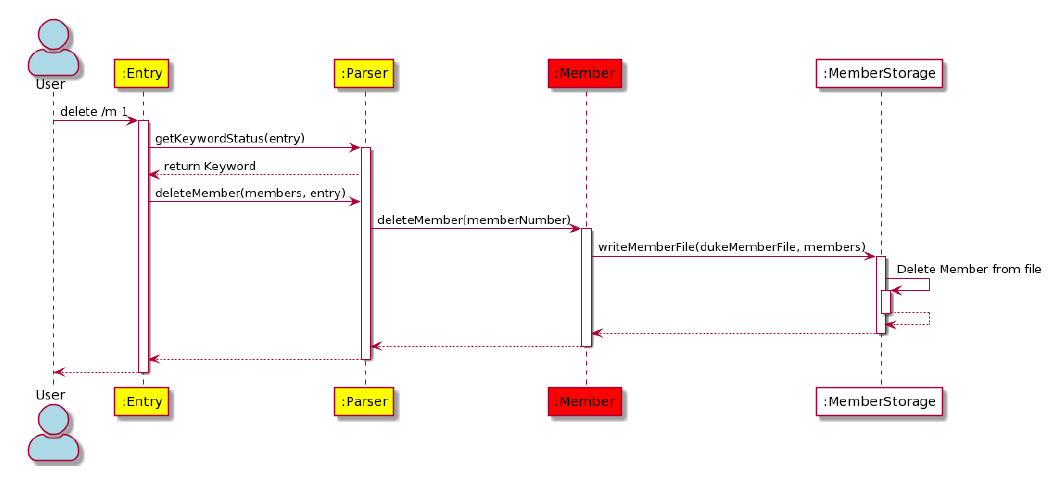 User
:Entry
:Parser
:Member
:MemberStorage
delete /m 1
getKeywordStatus(entry)
return Keyword
deleteMember(members, entry)
deleteMember(memberNumber)
writeMemberFile(dukeMemberFile, members)
Delete Member from file
User
:Entry
:Parser
:Member
:MemberStorage